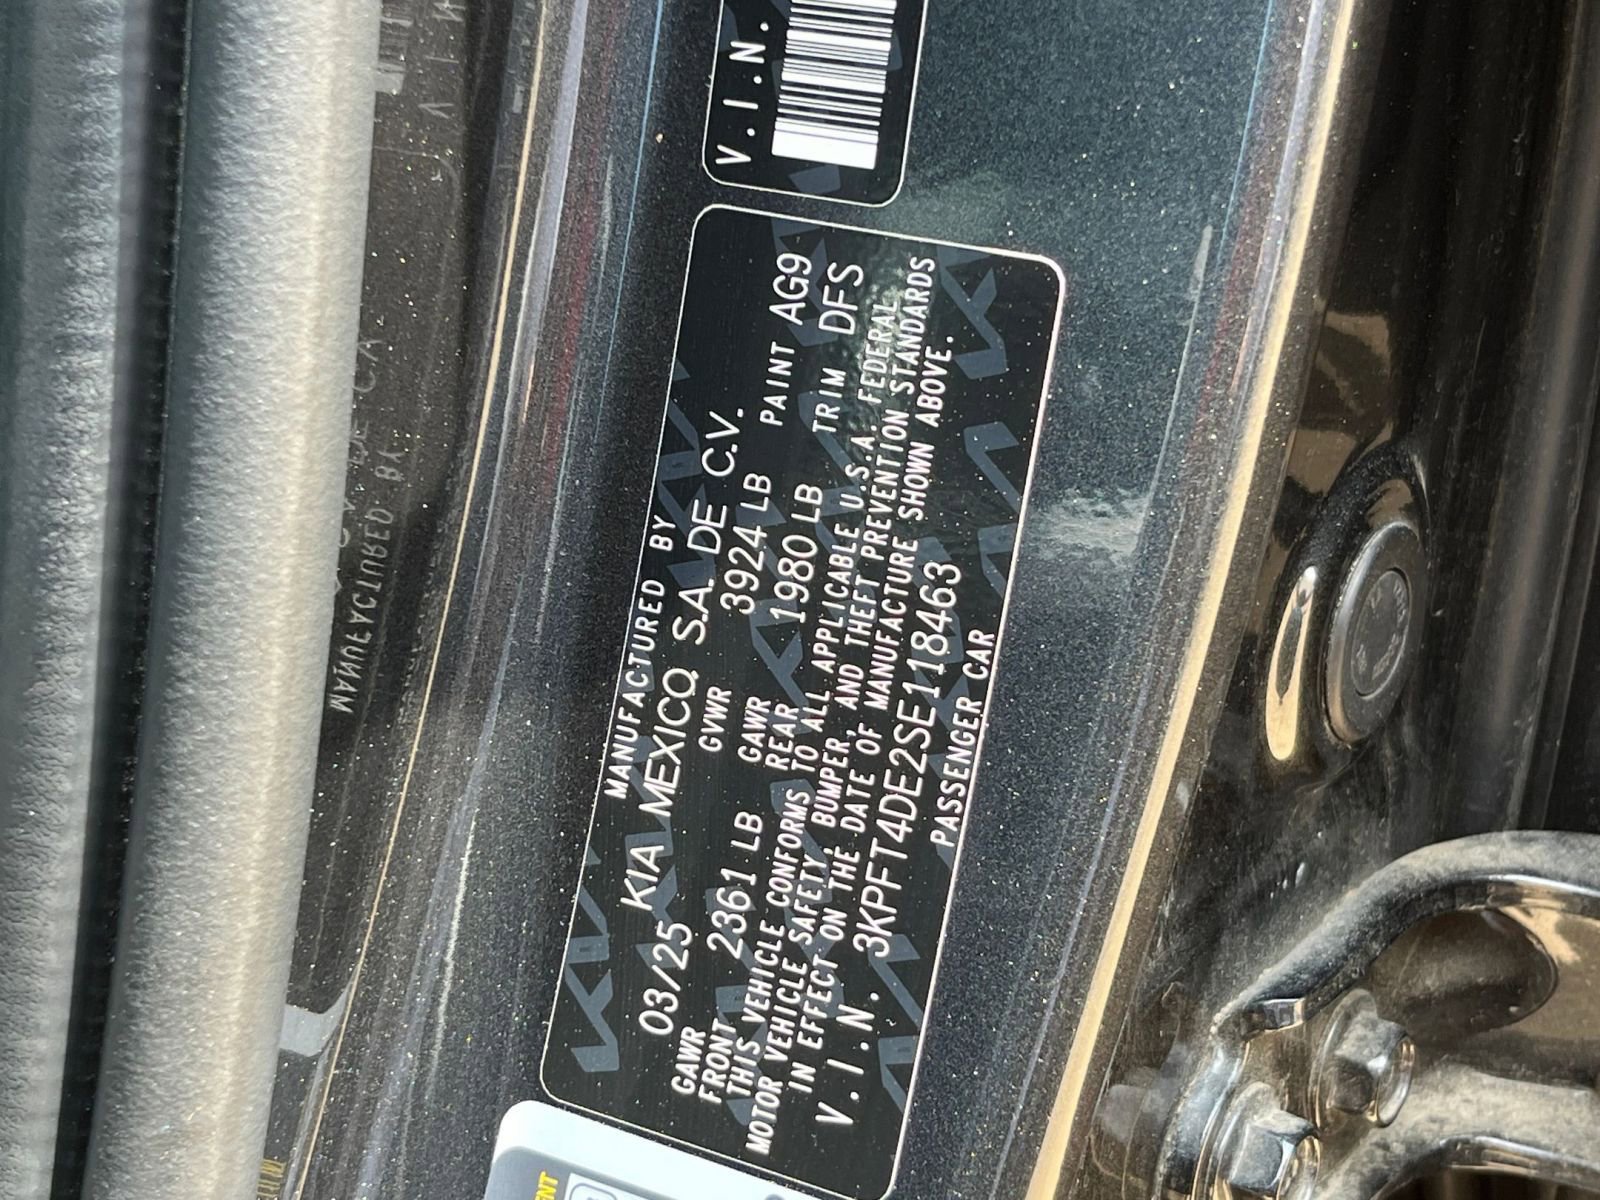 V.I.N.
MANUFACTURED BY
03/25 KIA MEXICO S.A. DE C.V.
GAWR FRONT 2361 LB GVWR 3924 LB PAINT AG9
GAWR REAR 1980 LB TRIM DFS
THIS VEHICLE CONFORMS TO ALL APPLICABLE U.S.A. FEDERAL
MOTOR VEHICLE SAFETY, BUMPER, AND THEFT PREVENTION STANDARDS
IN EFFECT ON THE DATE OF MANUFACTURE SHOWN ABOVE.
V.I.N. 3KPFT4DE2SE118463
PASSENGER CAR